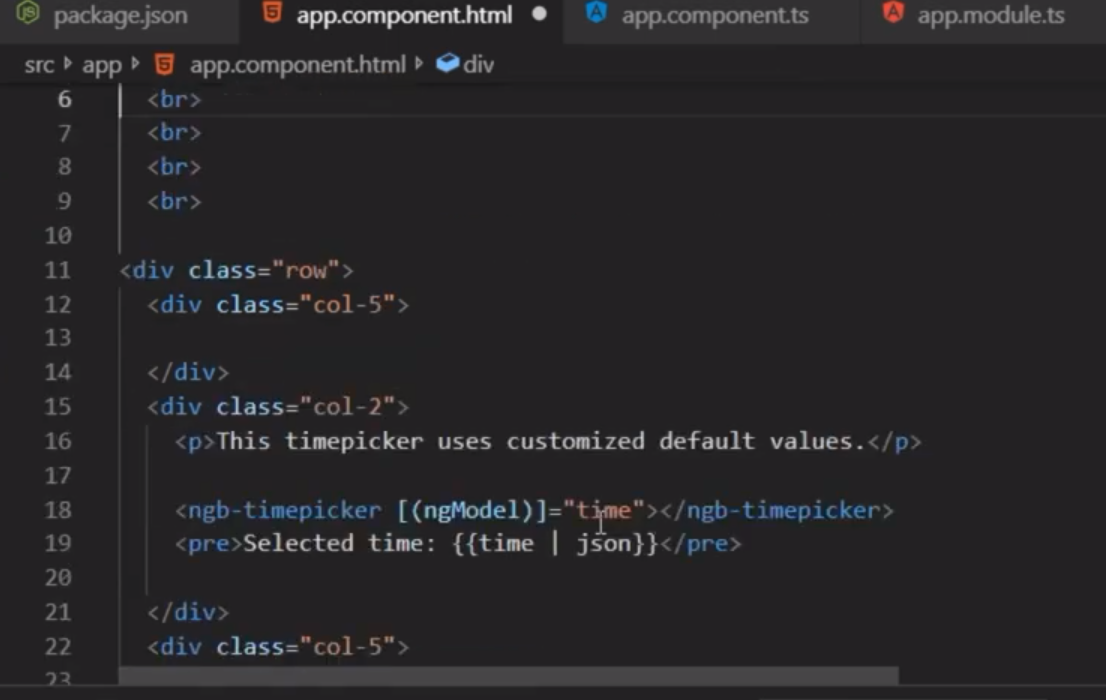 package.json app.component.html app.component.ts app.module.ts
src app app.component.html div
6 <br>
7 <br>
8 <br>
9 <br>
10
11 <div class="row">
12 <div class="col-5">
13
14 </div>
15 <div class="col-2">
16 <p>This timepicker uses customized default values.</p>
17
18 <ngb-timepicker [(ngModel)]="time"></ngb-timepicker>
19 <pre>Selected time: {{time | json}}</pre>
20
21 </div>
22 <div class="col-5">
23